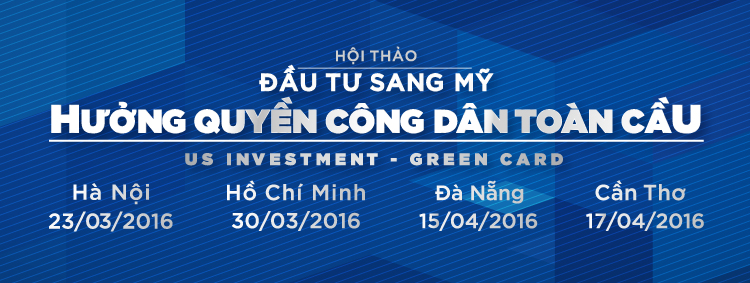 HỘI THẢO
ĐẦU TƯ SANG MỸ
HƯỞNG QUYỀN CÔNG DÂN TOÀN CẦU
US INVESTMENT - GREEN CARD
Hà Nội Hồ Chí Minh Đà Nẵng Cần Thơ
23/03/2016 30/03/2016 15/04/2016 17/04/2016